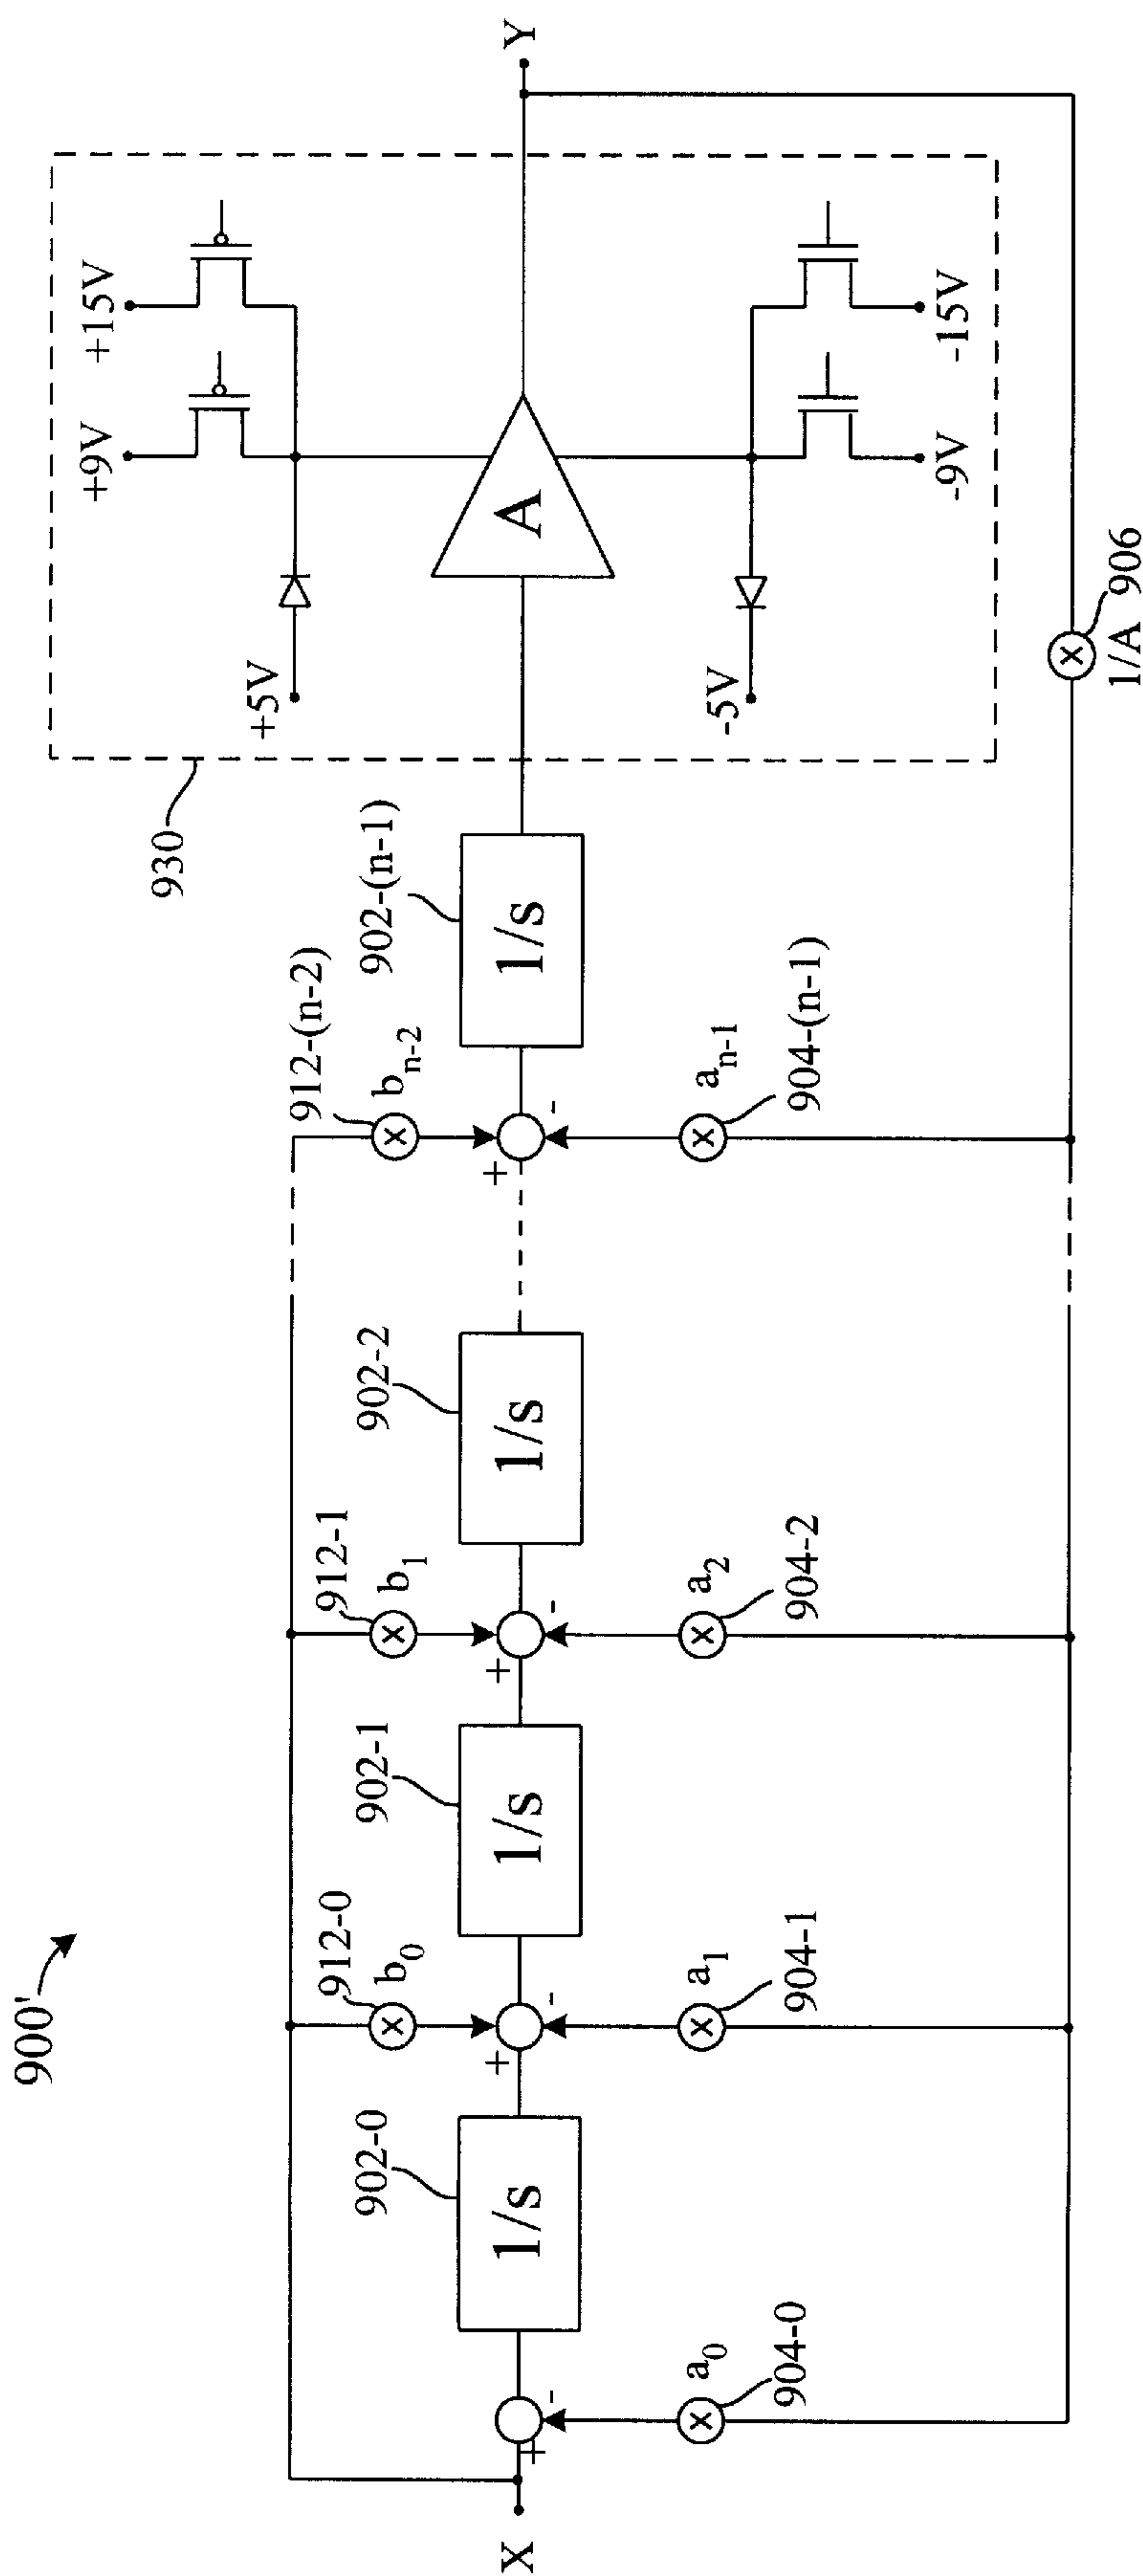 900'
X
Y
930
+5V
+9V
+15V
A
-5V
-9V
-15V
912-0
b0
912-1
b1
912-(n-2)
bn-2
+
+
+
+
902-0
1/s
902-1
1/s
902-2
1/s
902-(n-1)
1/s
-
-
-
-
a0
904-0
a1
904-1
a2
904-2
an-1
904-(n-1)
x
x
x
x
x
x
x
x
1/A
906